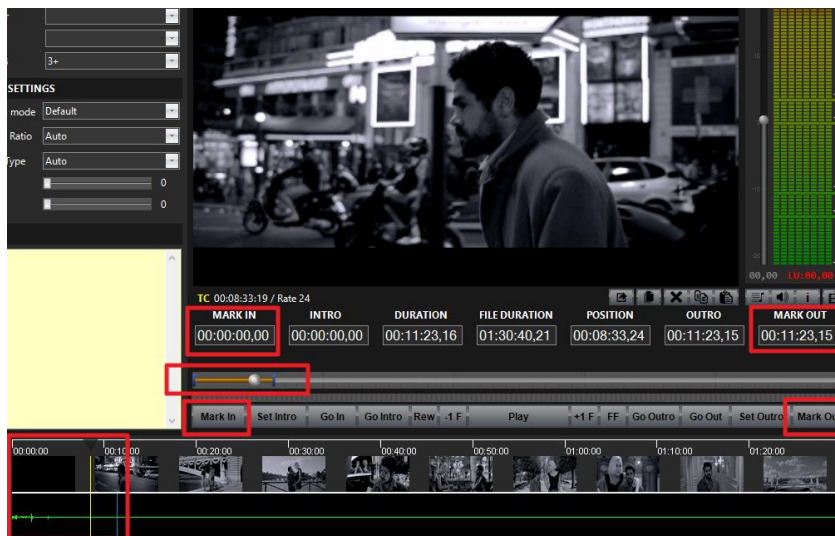 3+
SETTINGS
mode Default
Ratio Auto
Type Auto
0
0
TC 00:08:33:19 / Rate 24
00,00 LU:00,00
MARK IN INTRO DURATION FILE DURATION POSITION OUTRO MARK OUT
00:00:00,00 00:00:00,00 00:11:23,16 01:30:40,21 00:08:33,24 00:11:23,15 00:11:23,15
Mark In Set Intro Go In Go Intro Rew -1 F Play +1 F FF Go Outro Go Out Set Outro Mark Ou
00:00:00 00:10:00 00:20:00 00:30:00 00:40:00 00:50:00 01:00:00 01:10:00 01:20:00